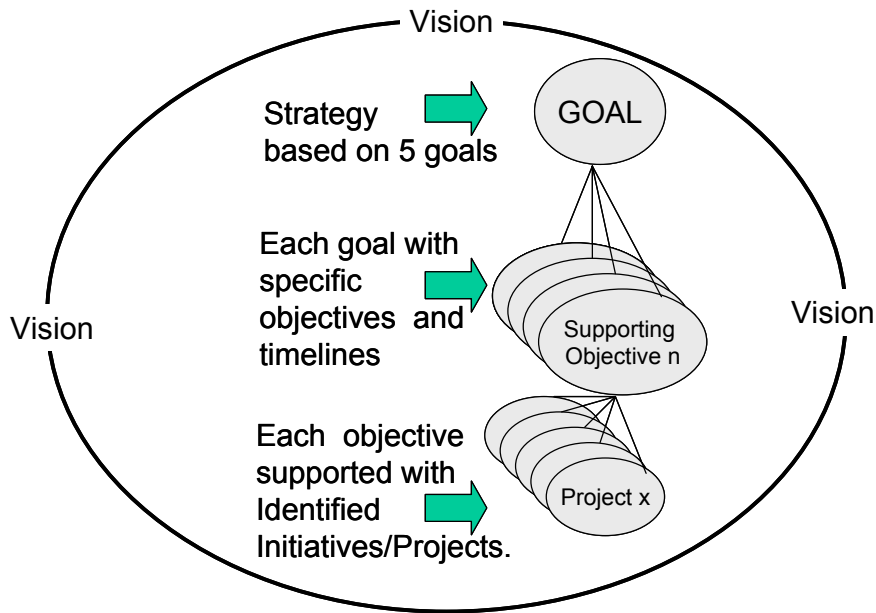 Vision
Strategy
based on 5 goals
GOAL
Each goal with
specific
objectives and
timelines
Supporting
Objective n
Vision
Vision
Each objective
supported with
Identified
Initiatives/Projects.
Project x